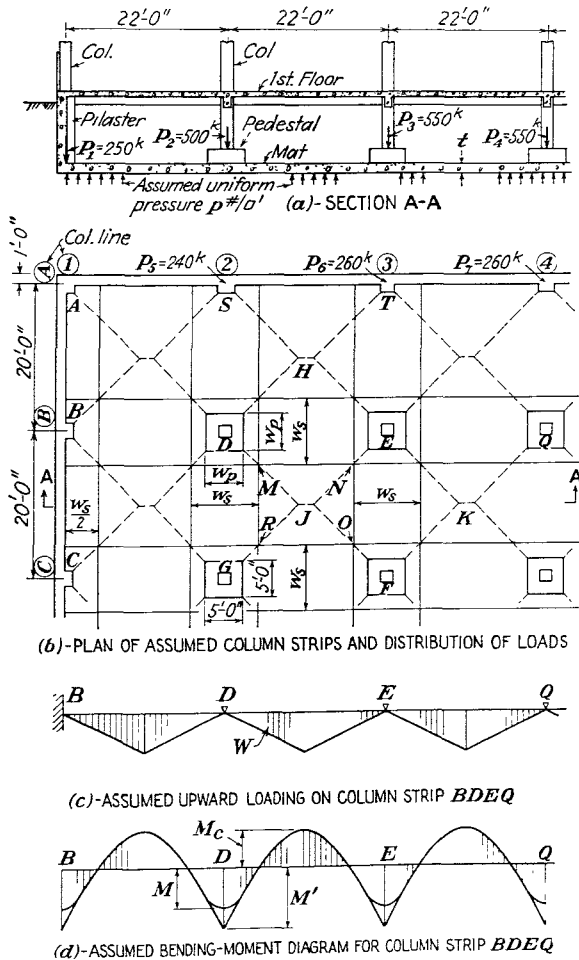 22'-0" 22'-0" 22'-0"
Col. Col
1st. Floor
Pilaster P₂=500ᵏ P₃=550ᵏ
P₁=250ᵏ Pedestal P₄=550ᵏ t
Mat
Assumed uniform pressure p#/□'
(a)-SECTION A-A
Col. line
1'-0"
A 1 P₅=240ᵏ 2 P₆=260ᵏ 3 P₇=260ᵏ 4
A S T
20'-0"
H
B B D wₚ wₛ E Q
wₚ
A wₛ/2 wₛ M N wₛ A
20'-0"
J K
R O
C C G 5'-0" wₛ F
5'-0"
(b)-PLAN OF ASSUMED COLUMN STRIPS AND DISTRIBUTION OF LOADS
B D E Q
W
(c)-ASSUMED UPWARD LOADING ON COLUMN STRIP BDEQ
B M_C D E Q
M M'
(d)-ASSUMED BENDING-MOMENT DIAGRAM FOR COLUMN STRIP BDEQ